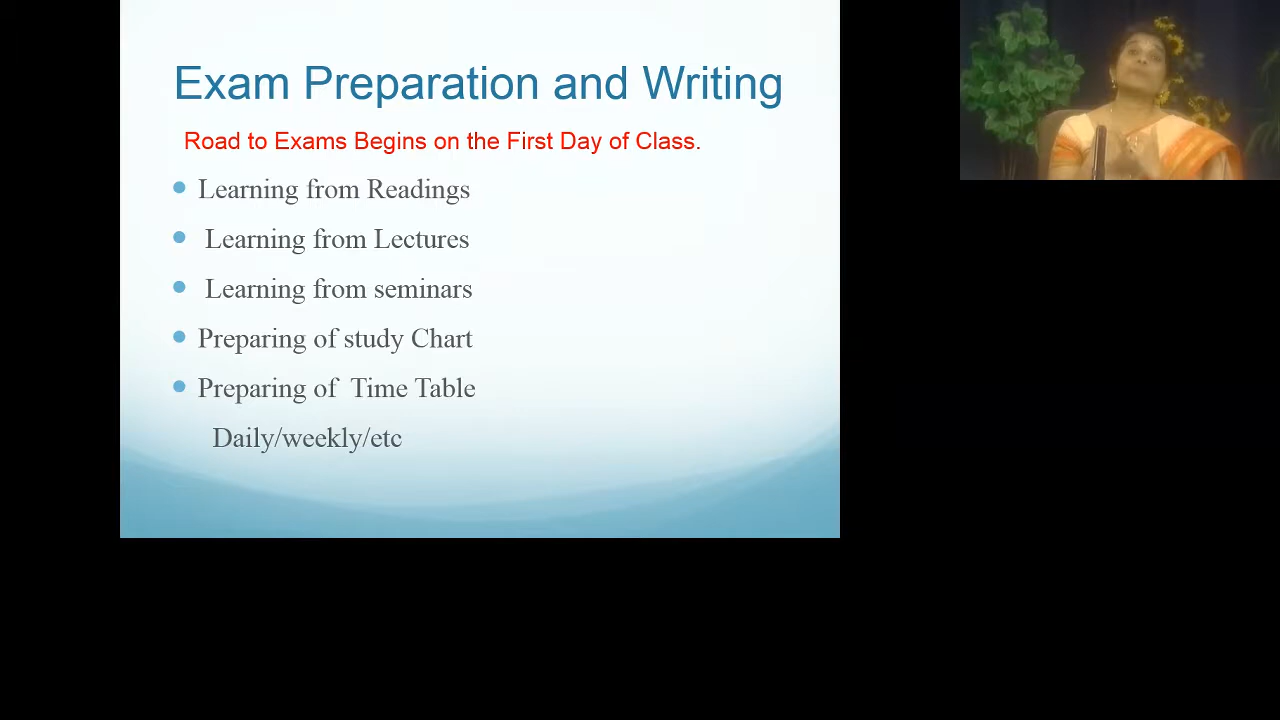 Exam Preparation and Writing
Road to Exams Begins on the First Day of Class.
Learning from Readings
Learning from Lectures
Learning from seminars
Preparing of study Chart
Preparing of Time Table
Daily/weekly/etc